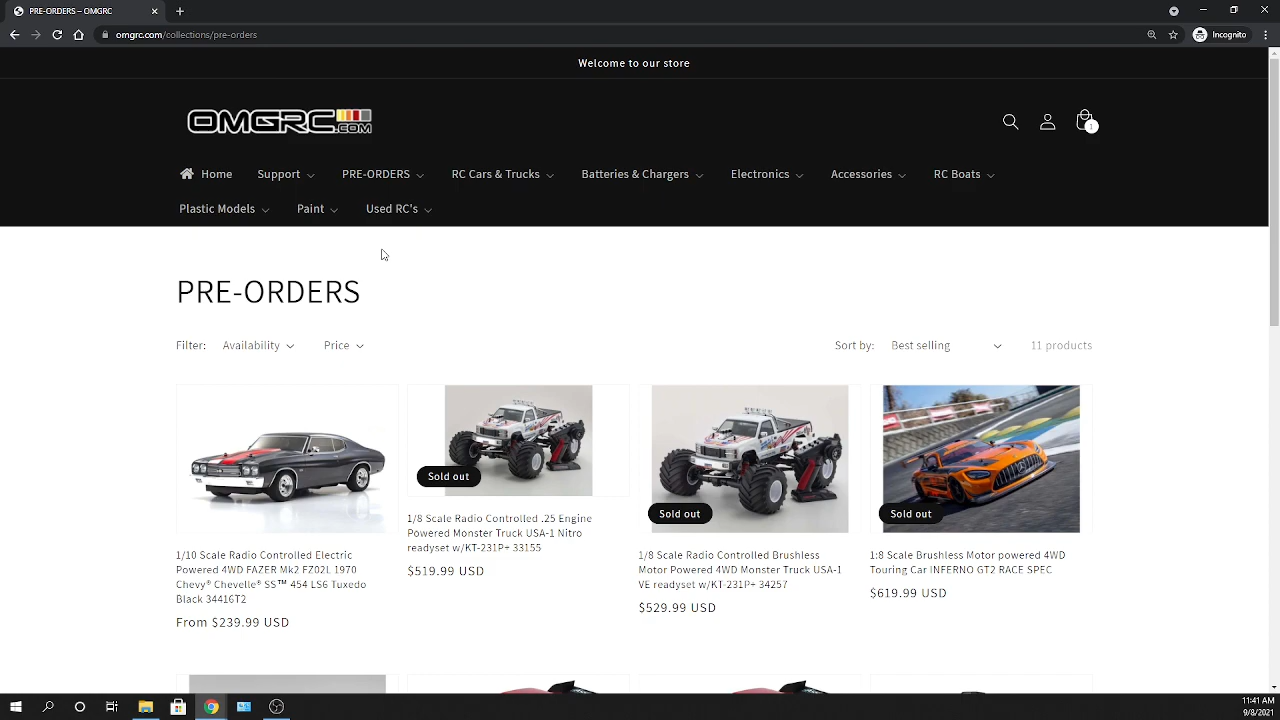 PRE-ORDERS – OMGRC
omgrc.com/collections/pre-orders
Incognito
Welcome to our store
OMGRC.COM
1
Home
Support
PRE-ORDERS
RC Cars & Trucks
Batteries & Chargers
Electronics
Accessories
RC Boats
Plastic Models
Paint
Used RC's
PRE-ORDERS
Filter:
Availability
Price
Sort by:
Best selling
11 products
Sold out
Sold out
Sold out
1/10 Scale Radio Controlled Electric
Powered 4WD FAZER Mk2 FZ02L 1970
Chevy® Chevelle® SS™ 454 LS6 Tuxedo
Black 34416T2
From $239.99 USD
1/8 Scale Radio Controlled .25 Engine
Powered Monster Truck USA-1 Nitro
readyset w/KT-231P+ 33155
$519.99 USD
1/8 Scale Radio Controlled Brushless
Motor Powered 4WD Monster Truck USA-1
VE readyset w/KT-231P+ 34257
$529.99 USD
1:8 Scale Brushless Motor powered 4WD
Touring Car INFERNO GT2 RACE SPEC
$619.99 USD
11:41 AM
9/8/2021